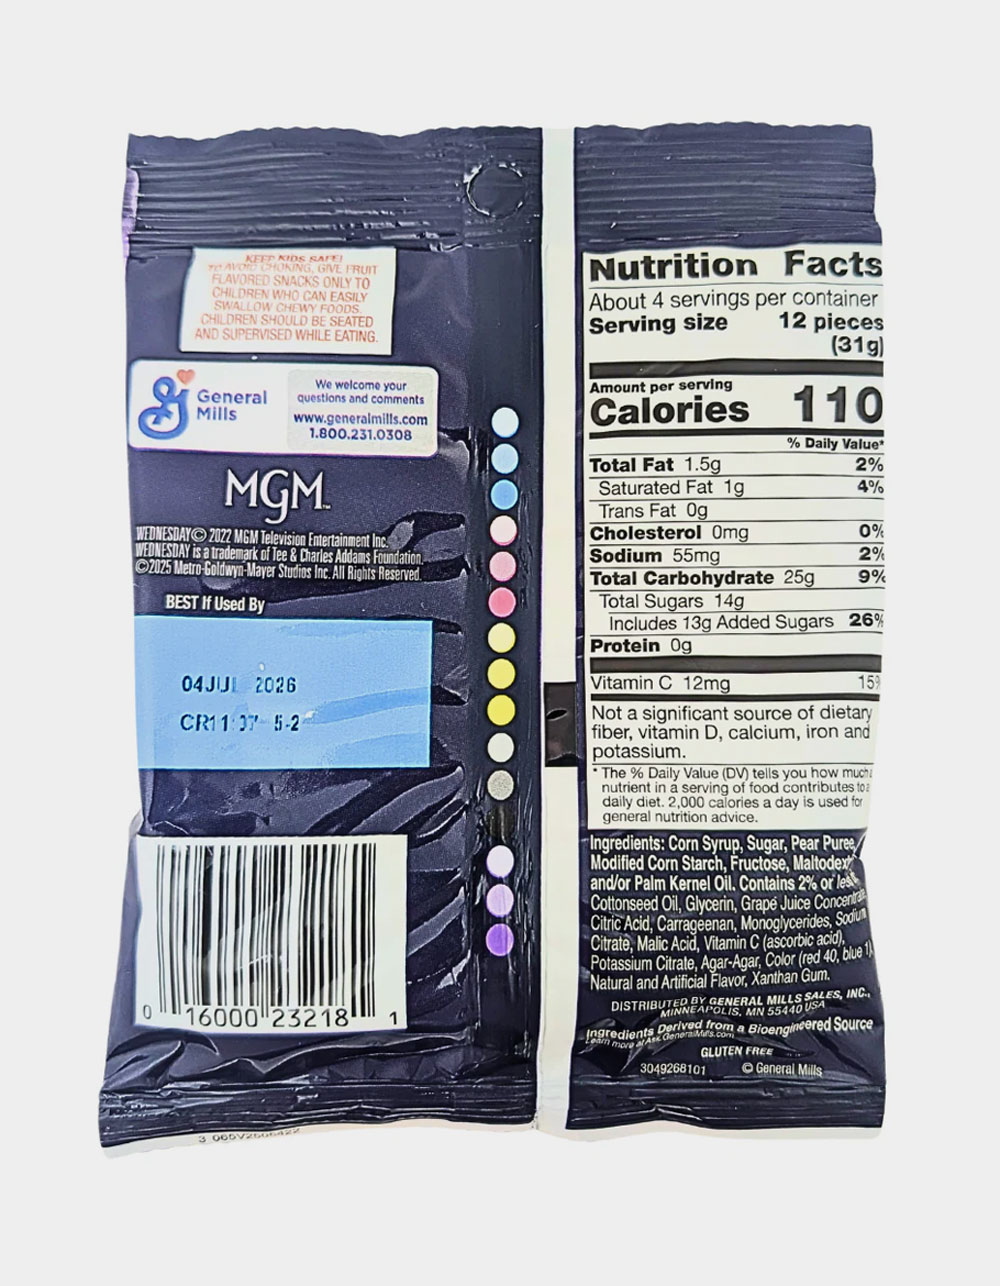 KEEP KIDS SAFE!
TO AVOID CHOKING, GIVE FRUIT
FLAVORED SNACKS ONLY TO
CHILDREN WHO CAN EASILY
SWALLOW CHEWY FOODS.
CHILDREN SHOULD BE SEATED
AND SUPERVISED WHILE EATING.
General
Mills
We welcome your
questions and comments
www.generalmills.com
1.800.231.0308
MGM™
WEDNESDAY© 2022 MGM Television Entertainment Inc.
WEDNESDAY is a trademark of Tee & Charles Addams Foundation.
©2025 Metro-Goldwyn-Mayer Studios Inc. All Rights Reserved.
BEST If Used By
04JUL 2026
5-2
0 16000 23218 1
Nutrition Facts
About 4 servings per container
Serving size 12 pieces
(31g)
Amount per serving
Calories 110
% Daily Value*
Total Fat 1.5g 2%
Saturated Fat 1g 4%
Trans Fat 0g
Cholesterol 0mg 0%
Sodium 55mg 2%
Total Carbohydrate 25g 9%
Total Sugars 14g
Includes 13g Added Sugars 26%
Protein 0g
Vitamin C 12mg 15%
Not a significant source of dietary
fiber, vitamin D, calcium, iron and
potassium.
* The % Daily Value (DV) tells you how much a
nutrient in a serving of food contributes to a
daily diet. 2,000 calories a day is used for
general nutrition advice.
Ingredients: Corn Syrup, Sugar, Pear Puree,
Modified Corn Starch, Fructose,
and/or Palm Kernel Oil. Contains 2% or less
Cottonseed Oil, Glycerin, Grape Juice
Citric Acid, Carrageenan, Monoglycerides, Sodium
Citrate, Malic Acid, Vitamin C (ascorbic acid),
Potassium Citrate, Agar-Agar, Color (red 40, blue 1),
Natural and Artificial Flavor, Xanthan Gum.
DISTRIBUTED BY GENERAL MILLS SALES, INC.,
MINNEAPOLIS, MN 55440 USA
Ingredients Derived from a Bioengineered Source
Learn more at Ask.GeneralMills.com
GLUTEN FREE
3049268101 © General Mills